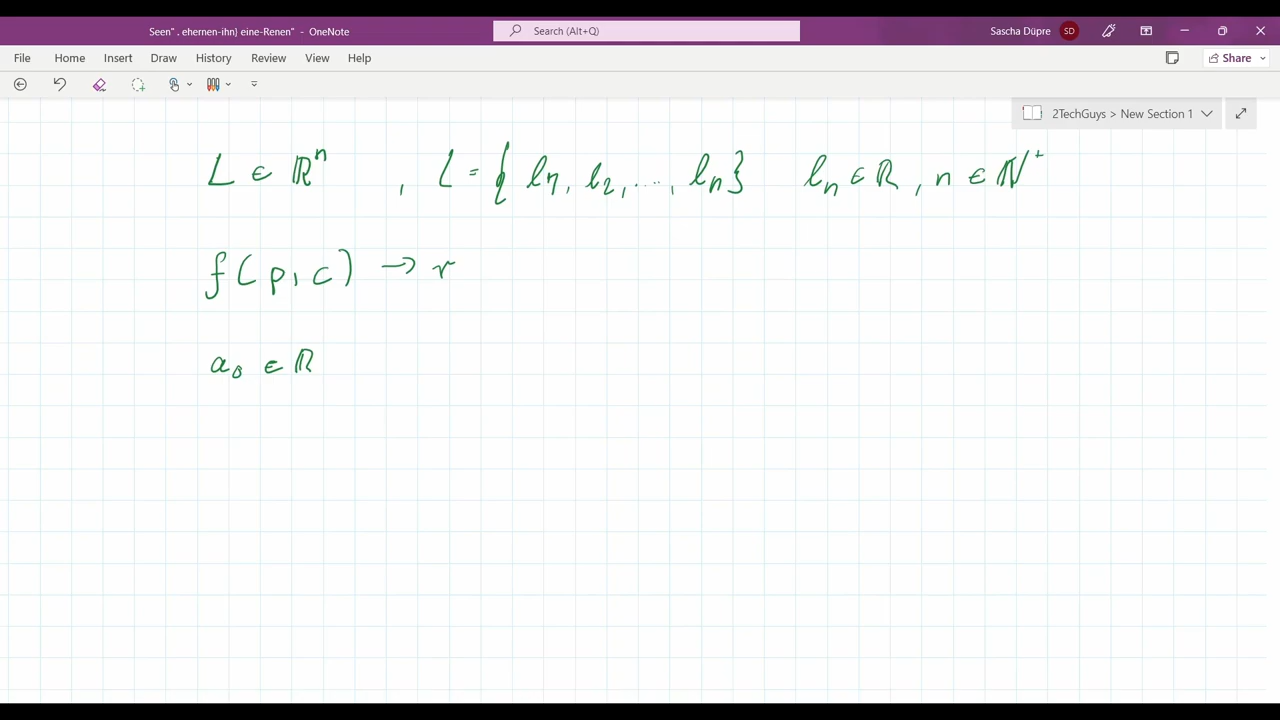 Seen" . ehernen-ihn) eine-Renen" - OneNote
Search (Alt+Q)
Sascha Düpre SD
File Home Insert Draw History Review View Help
Share
2TechGuys > New Section 1
L ∈ ℝⁿ , L = { l₁, l₂, ..., lₙ } lₙ ∈ ℝ, n ∈ ℕ⁺
f(p, c) → r
a₀ ∈ ℝ